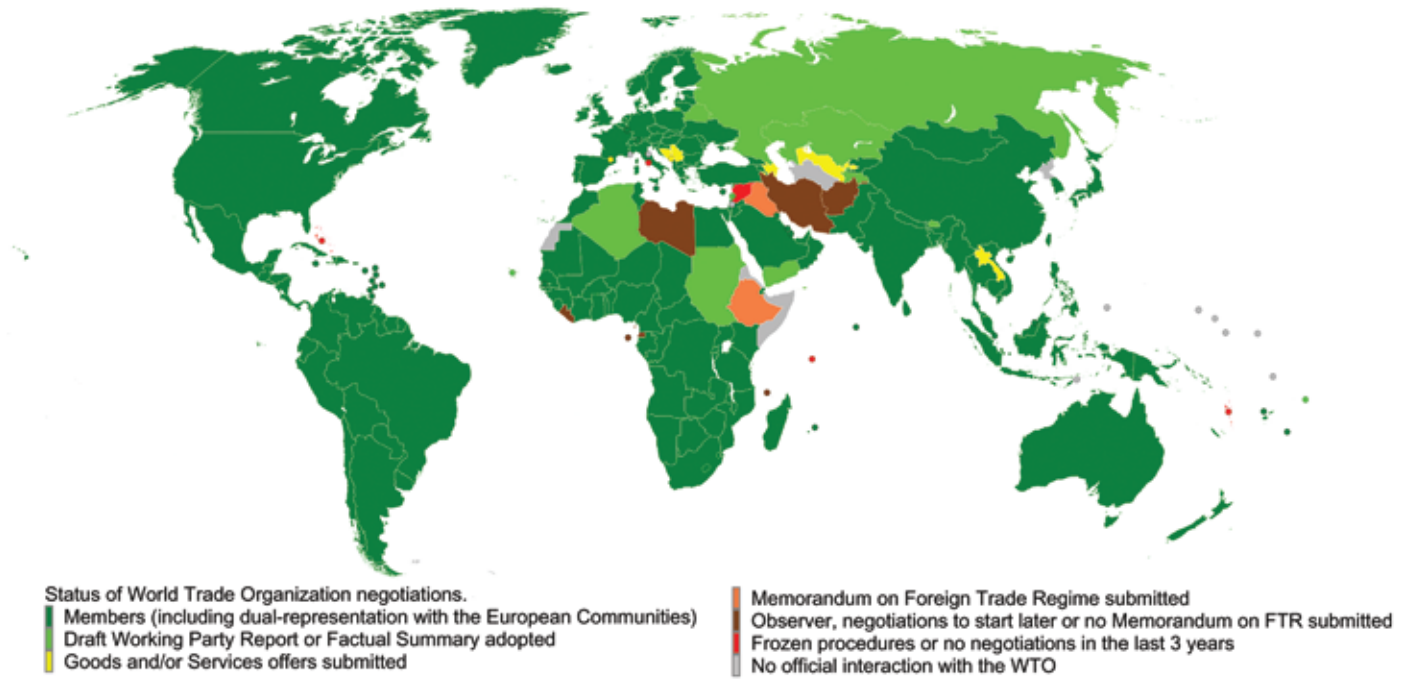 Status of World Trade Organization negotiations.
Members (including dual-representation with the European Communities)
Draft Working Party Report or Factual Summary adopted
Goods and/or Services offers submitted
Memorandum on Foreign Trade Regime submitted
Observer, negotiations to start later or no Memorandum on FTR submitted
Frozen procedures or no negotiations in the last 3 years
No official interaction with the WTO